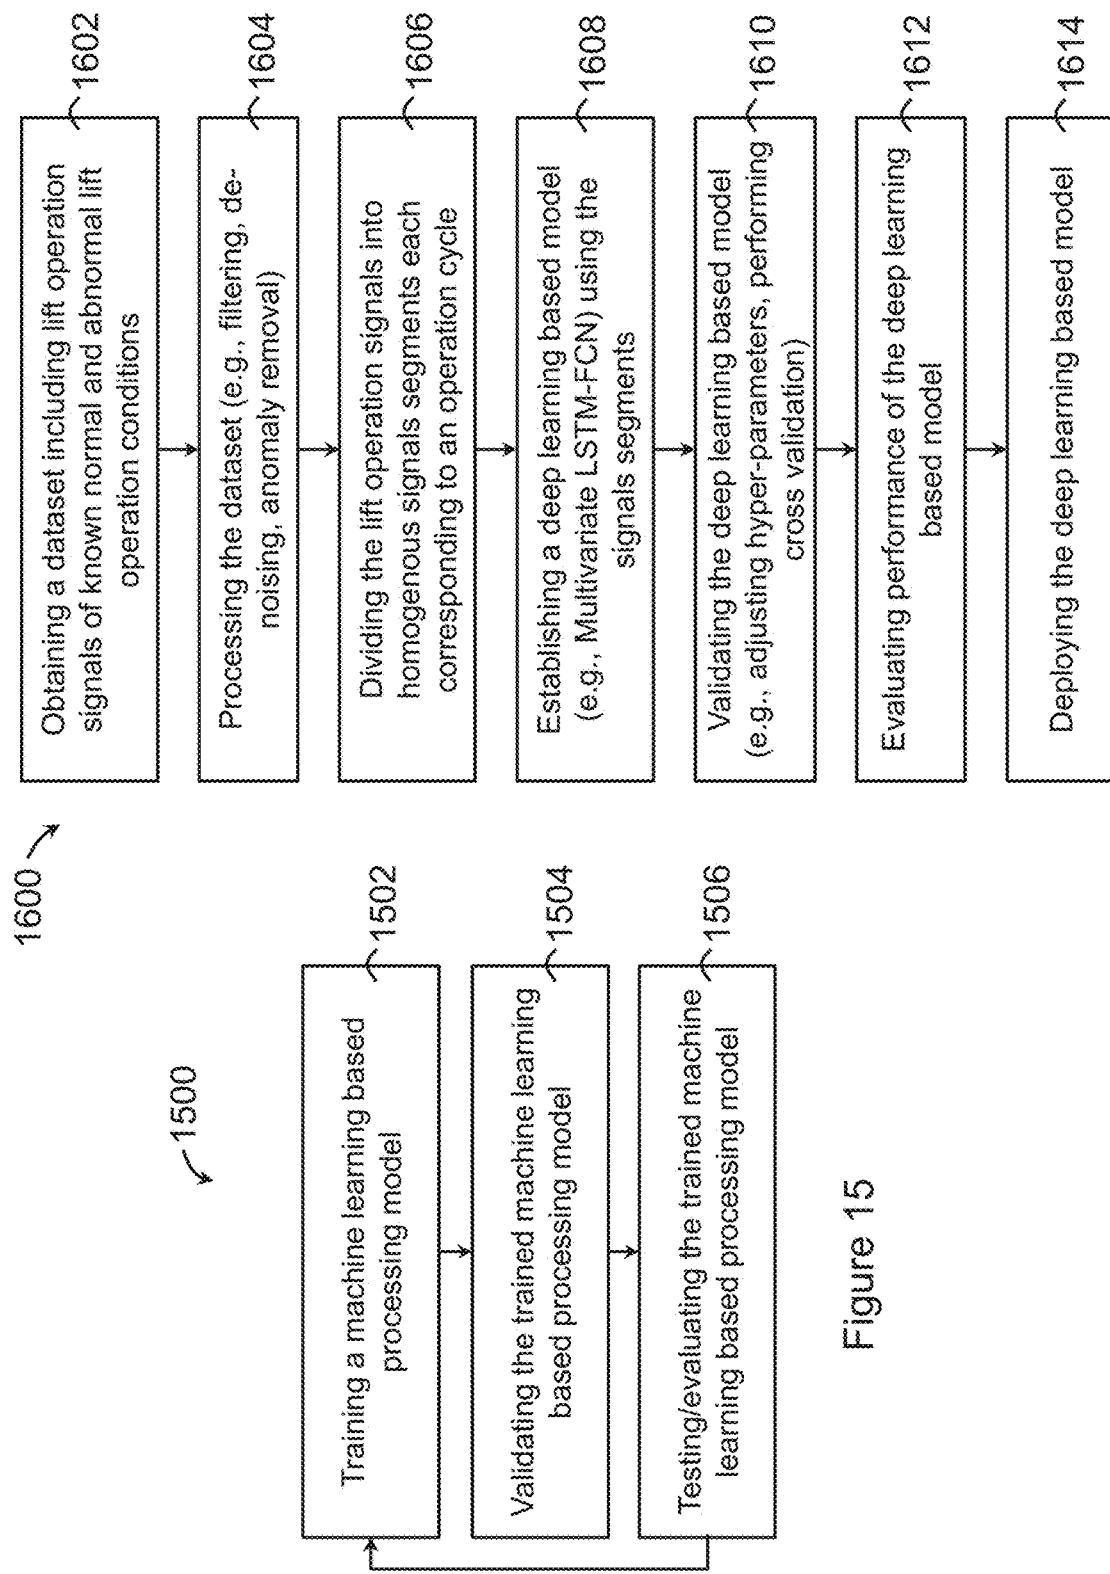 1500
Training a machine learning based
processing model
1502
Validating the trained machine learning
based processing model
1504
Testing/evaluating the trained machine
learning based processing model
1506
Figure 15
1600
Obtaining a dataset including lift operation
signals of known normal and abnormal lift
operation conditions
1602
Processing the dataset (e.g., filtering, de-
noising, anomaly removal)
1604
Dividing the lift operation signals into
homogenous signals segments each
corresponding to an operation cycle
1606
Establishing a deep learning based model
(e.g., Multivariate LSTM-FCN) using the
signals segments
1608
Validating the deep learning based model
(e.g., adjusting hyper-parameters, performing
cross validation)
1610
Evaluating performance of the deep learning
based model
1612
Deploying the deep learning based model
1614